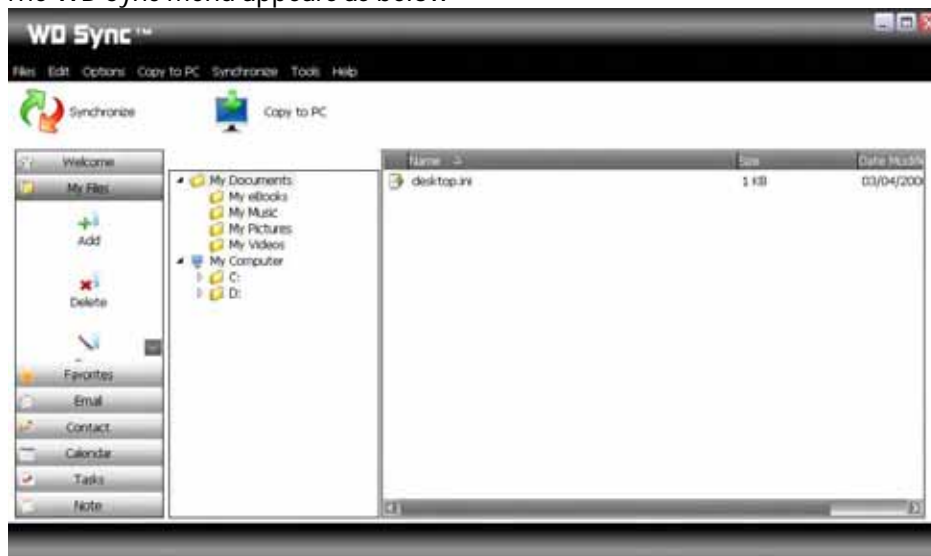 WD Sync™
Files Edit Options Copy to PC Synchronize Tools Help
Synchronize Copy to PC
Welcome
My Files
Add
Delete
Favorites
Email
Contact
Calendar
Tasks
Note
My Documents
My eBooks
My Music
My Pictures
My Videos
My Computer
C:
D:
Name Size Date
desktop.ini 1 KB 03/04/200